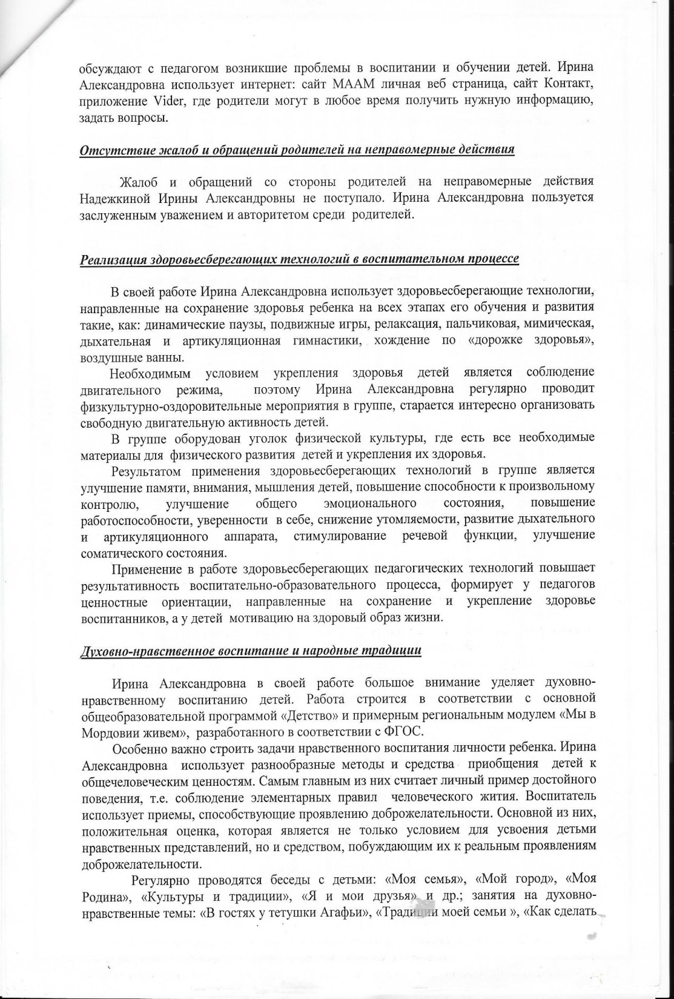 обсуждают с педагогом возникшие проблемы в воспитании и обучении детей. Ирина
Александровна использует интернет: сайт МААМ личная веб страница, сайт Контакт,
приложение Vider, где родители могут в любое время получить нужную информацию,
задать вопросы.
Отсутствие жалоб и обращений родителей на неправомерные действия
Жалоб и обращений со стороны родителей на неправомерные действия
Надежкиной Ирины Александровны не поступало. Ирина Александровна пользуется
заслуженным уважением и авторитетом среди родителей.
Реализация здоровьесберегающих технологий в воспитательном процессе
В своей работе Ирина Александровна использует здоровьесберегающие технологии,
направленные на сохранение здоровья ребенка на всех этапах его обучения и развития
такие, как: динамические паузы, подвижные игры, релаксация, пальчиковая, мимическая,
дыхательная и артикуляционная гимнастики, хождение по «дорожке здоровья»,
воздушные ванны.
Необходимым условием укрепления здоровья детей является соблюдение
двигательного режима, поэтому Ирина Александровна регулярно проводит
физкультурно-оздоровительные мероприятия в группе, старается интересно организовать
свободную двигательную активность детей.
В группе оборудован уголок физической культуры, где есть все необходимые
материалы для физического развития детей и укрепления их здоровья.
Результатом применения здоровьесберегающих технологий в группе является
улучшение памяти, внимания, мышления детей, повышение способности к произвольному
контролю, улучшение общего эмоционального состояния, повышение
работоспособности, уверенности в себе, снижение утомляемости, развитие дыхательного
и артикуляционного аппарата, стимулирование речевой функции, улучшение
соматического состояния.
Применение в работе здоровьесберегающих педагогических технологий повышает
результативность воспитательно-образовательного процесса, формирует у педагогов
ценностные ориентации, направленные на сохранение и укрепление здоровье
воспитанников, а у детей мотивацию на здоровый образ жизни.
Духовно-нравственное воспитание и народные традиции
Ирина Александровна в своей работе большое внимание уделяет духовно-
нравственному воспитанию детей. Работа строится в соответствии с основной
общеобразовательной программой «Детство» и примерным региональным модулем «Мы в
Мордовии живем», разработанного в соответствии с ФГОС.
Особенно важно строить задачи нравственного воспитания личности ребенка. Ирина
Александровна использует разнообразные методы и средства приобщения детей к
общечеловеческим ценностям. Самым главным из них считает личный пример достойного
поведения, т.е. соблюдение элементарных правил человеческого жития. Воспитатель
использует приемы, способствующие проявлению доброжелательности. Основной из них,
положительная оценка, которая является не только условием для усвоения детьми
нравственных представлений, но и средством, побуждающим их к реальным проявлениям
доброжелательности.
Регулярно проводятся беседы с детьми: «Моя семья», «Мой город», «Моя
Родина», «Культуры и традиции», «Я и мои друзья» и др.; занятия на духовно-
нравственные темы: «В гостях у тетушки Агафьи», «Традиции моей семьи », «Как сделать